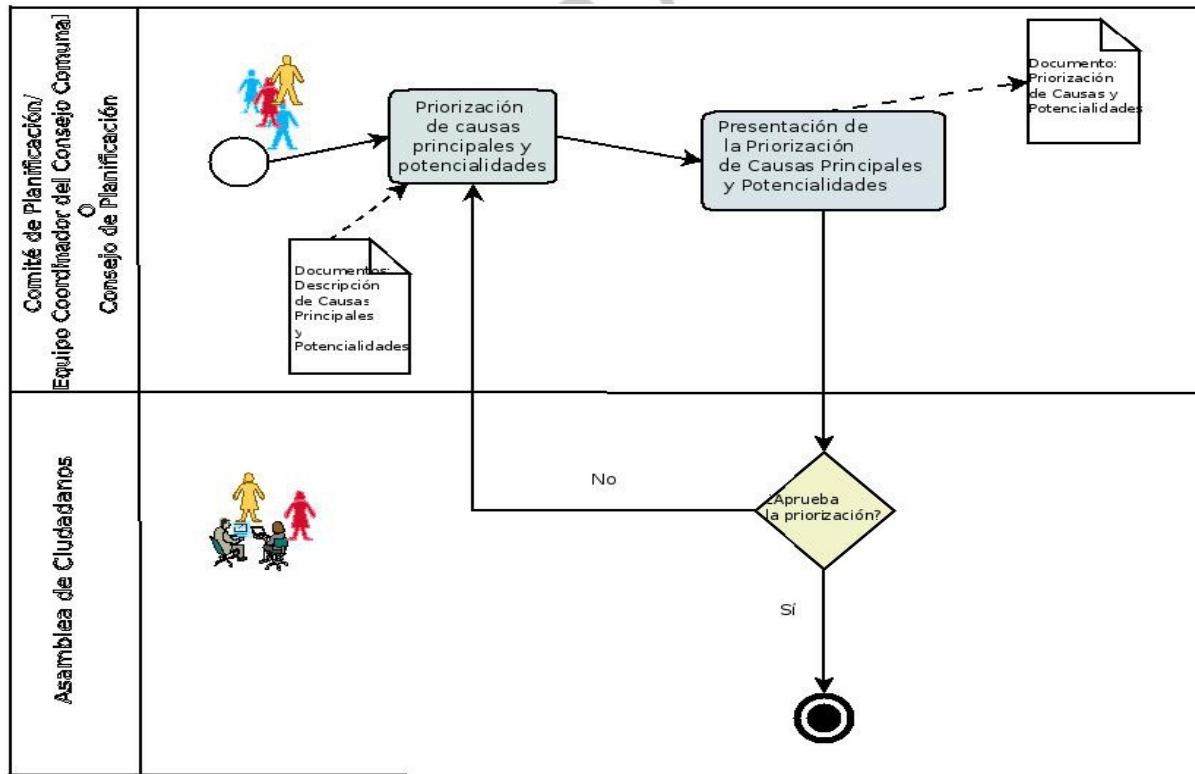 Comité de Planificación/
Equipo Coordinador del Consejo Comunal
O
Consejo de Planificación
Priorización
de causas
principales y
potencialidades
Presentación de
la Priorización
de Causas Principales
y Potencialidades
Documento:
Priorización
de Causas y
Potencialidades
Documentos:
Descripción
de Causas
Principales
y
Potencialidades
Asamblea de Ciudadanos
No
¿Aprueba
la priorización?
Sí